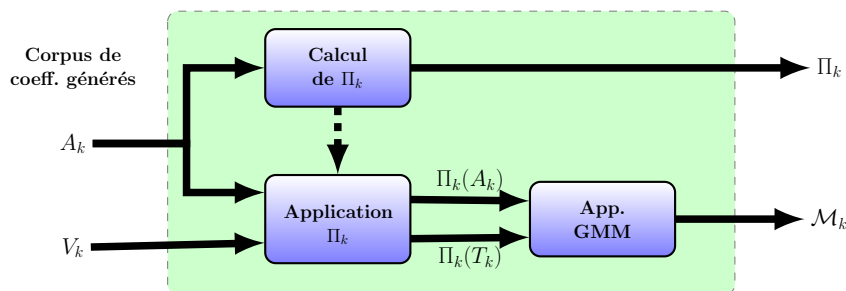 Corpus de
coeff. générés
Calcul
de Π_k
Π_k
A_k
Π_k(A_k)
Application
Π_k
App.
GMM
ℳ_k
V_k
Π_k(T_k)